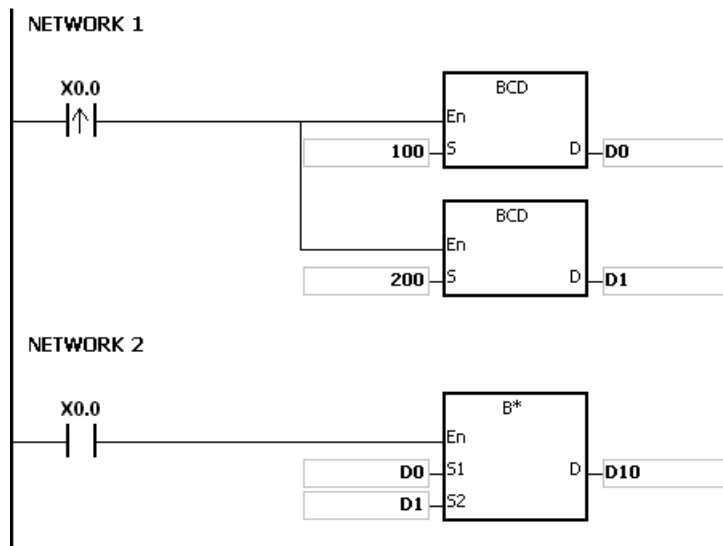 NETWORK 1
X0.0
BCD
En
100 S D D0
BCD
En
200 S D D1
NETWORK 2
X0.0
B*
En
D0 S1 D D10
D1 S2